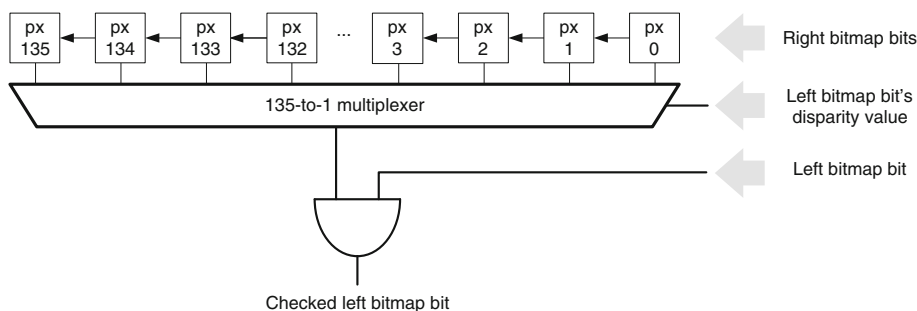 px 135
px 134
px 133
px 132
...
px 3
px 2
px 1
px 0
Right bitmap bits
135-to-1 multiplexer
Left bitmap bit's
disparity value
Left bitmap bit
Checked left bitmap bit